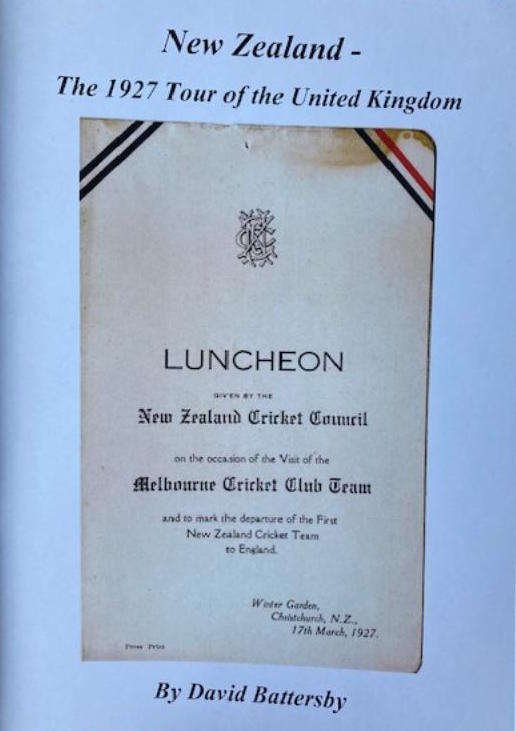 New Zealand -
The 1927 Tour of the United Kingdom
LUNCHEON
GIVEN BY THE
New Zealand Cricket Council
on the occasion of the Visit of the
Melbourne Cricket Club Team
and to mark the departure of the First
New Zealand Cricket Team
to England.
Winter Garden,
Christchurch, N.Z.,
17th March, 1927.
Press Print
By David Battersby